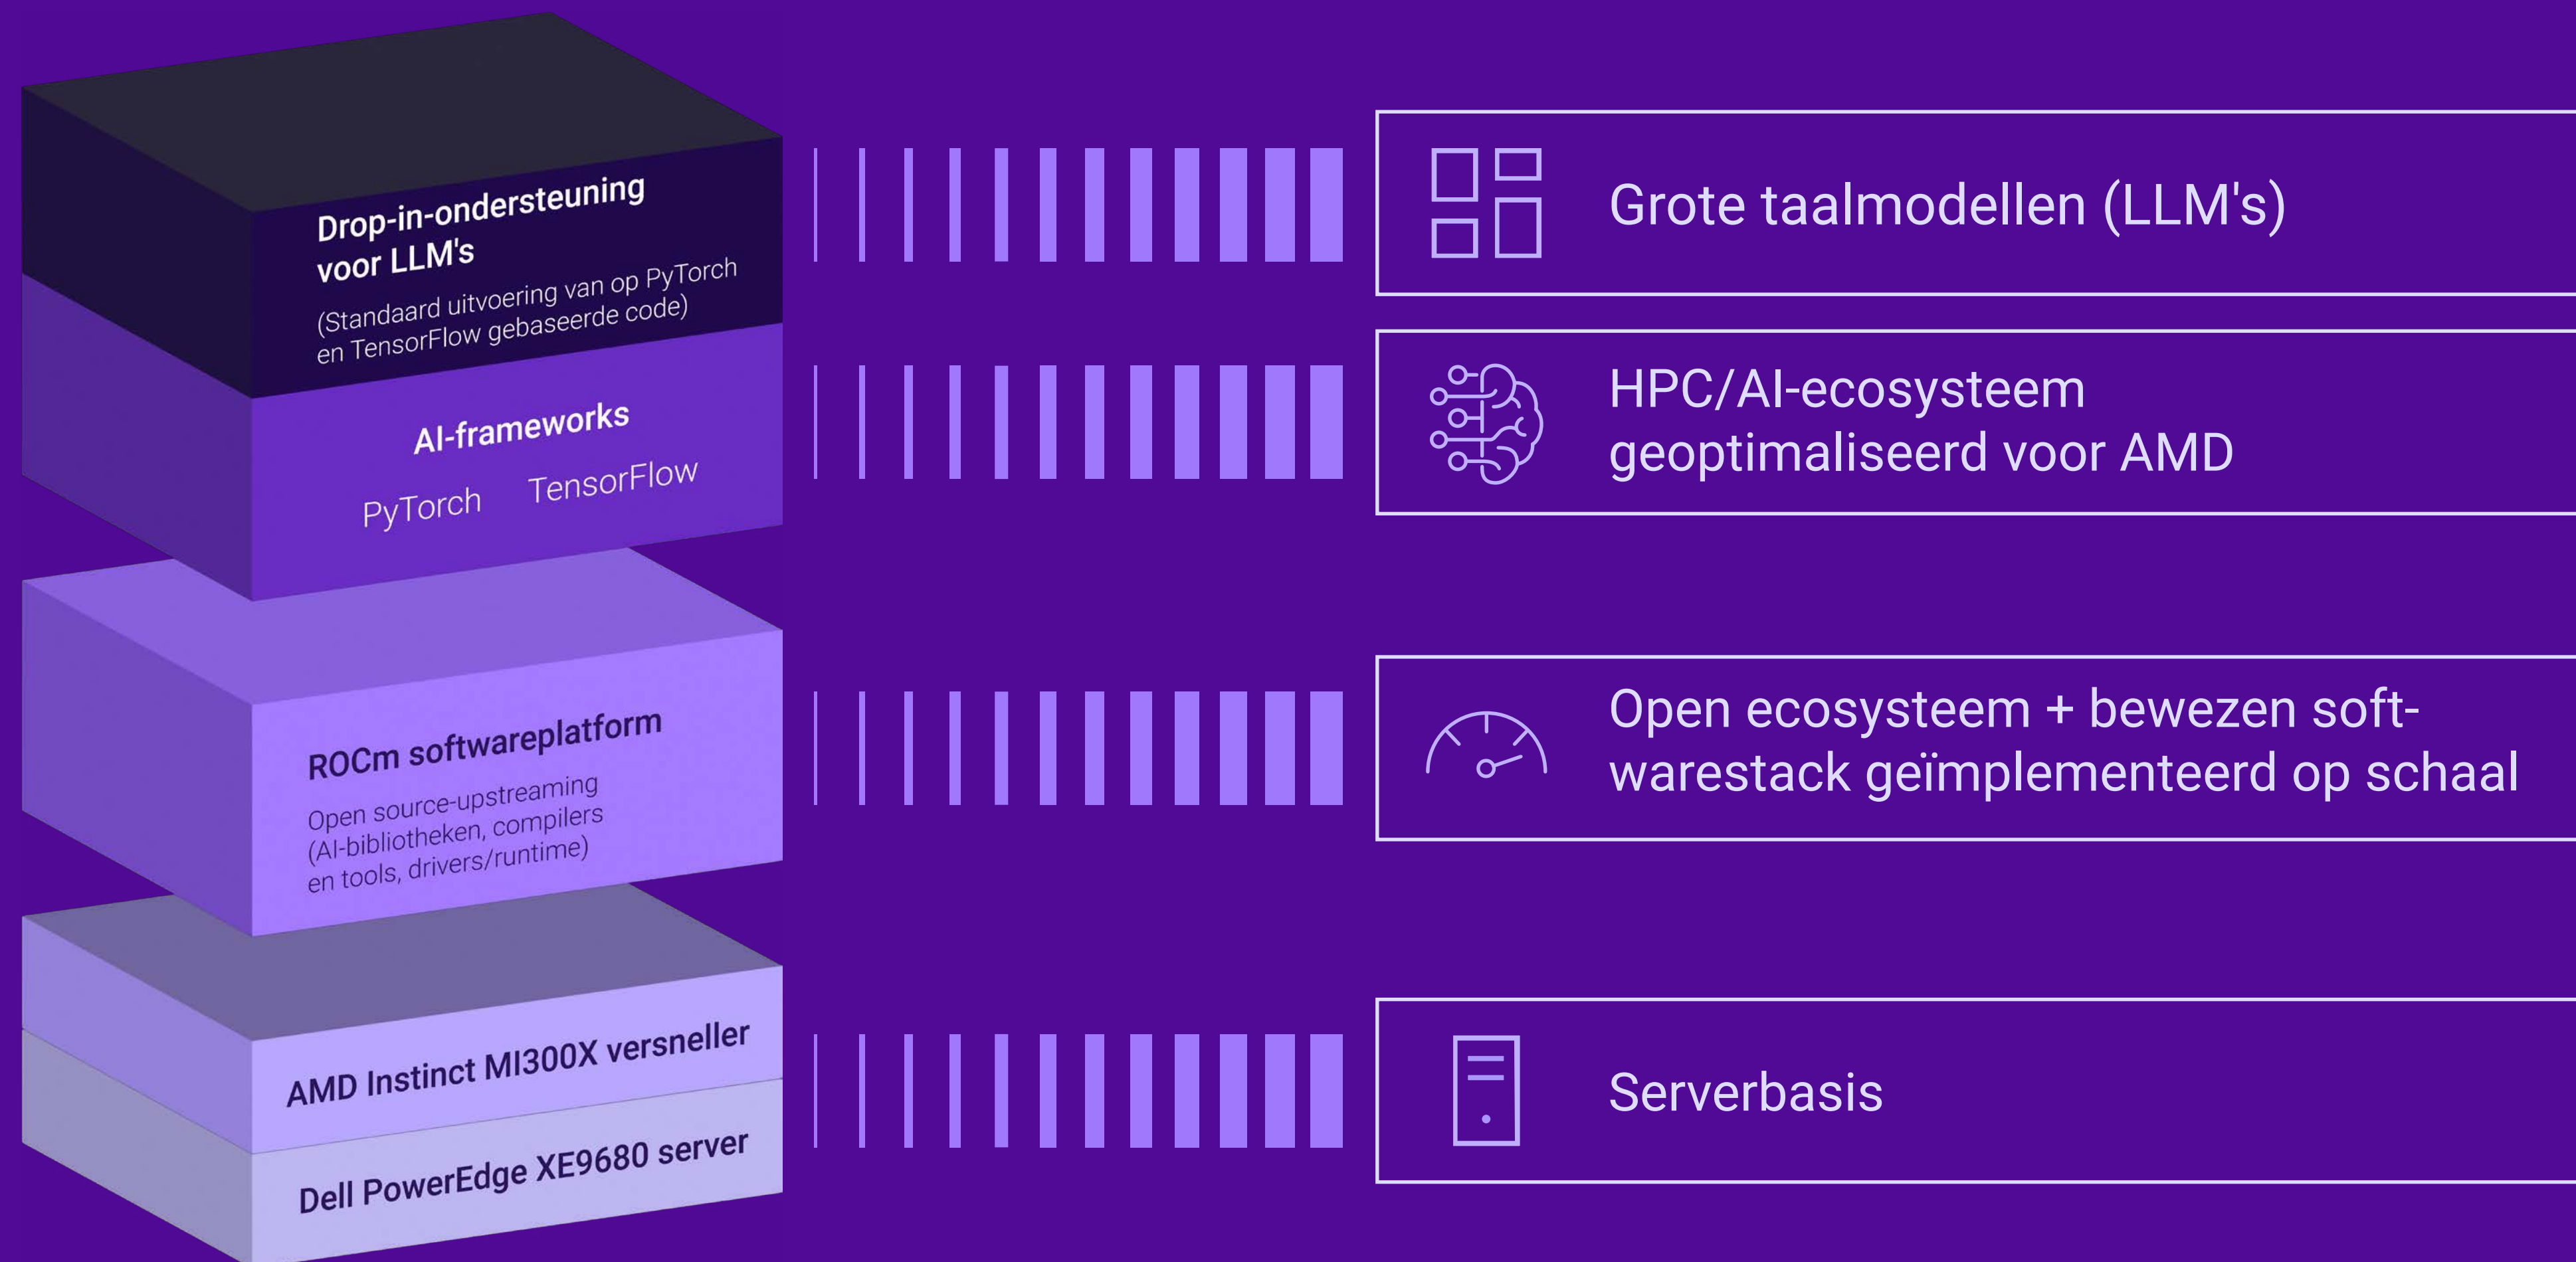 Drop-in-ondersteuning
voor LLM's
(Standaard uitvoering van op PyTorch
en TensorFlow gebaseerde code)
Grote taalmodellen (LLM's)
AI-frameworks
PyTorch TensorFlow
HPC/AI-ecosysteem
geoptimaliseerd voor AMD
ROCm softwareplatform
Open source-upstreaming
(AI-bibliotheken, compilers
en tools, drivers/runtime)
Open ecosysteem + bewezen soft-
warestack geïmplementeerd op schaal
AMD Instinct MI300X versneller
Dell PowerEdge XE9680 server
Serverbasis